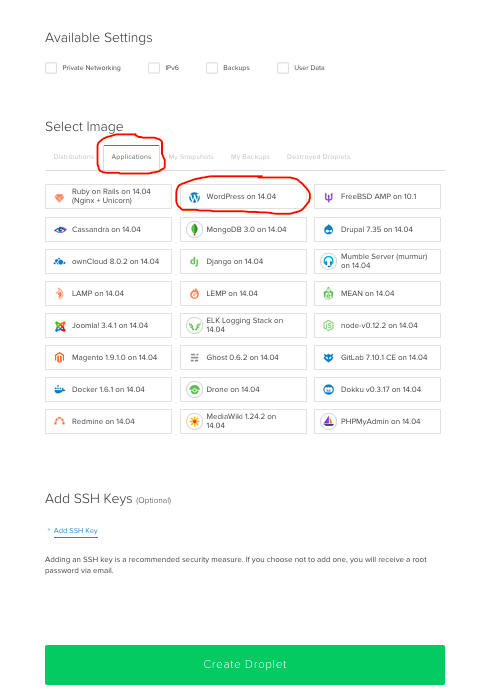 Available Settings
Private Networking IPv6 Backups User Data
Select Image
Distributions Applications My Snapshots My Backups Destroyed Droplets
Ruby on Rails on 14.04
(Nginx + Unicorn)
WordPress on 14.04
FreeBSD AMP on 10.1
Cassandra on 14.04
MongoDB 3.0 on 14.04
Drupal 7.35 on 14.04
ownCloud 8.0.2 on 14.04
dj
Django on 14.04
Mumble Server (murmur)
on 14.04
LAMP on 14.04
LEMP on 14.04
MEAN on 14.04
Joomla! 3.4.1 on 14.04
ELK Logging Stack on
14.04
node-v0.12.2 on 14.04
Magento 1.9.1.0 on 14.04
Ghost 0.6.2 on 14.04
GitLab 7.10.1 CE on 14.04
Docker 1.6.1 on 14.04
Drone on 14.04
Dokku v0.3.17 on 14.04
Redmine on 14.04
MediaWiki 1.24.2 on
14.04
PHPMyAdmin on 14.04
Add SSH Keys (Optional)
+ Add SSH Key
Adding an SSH key is a recommended security measure. If you choose not to add one, you will receive a root
password via email.
Create Droplet